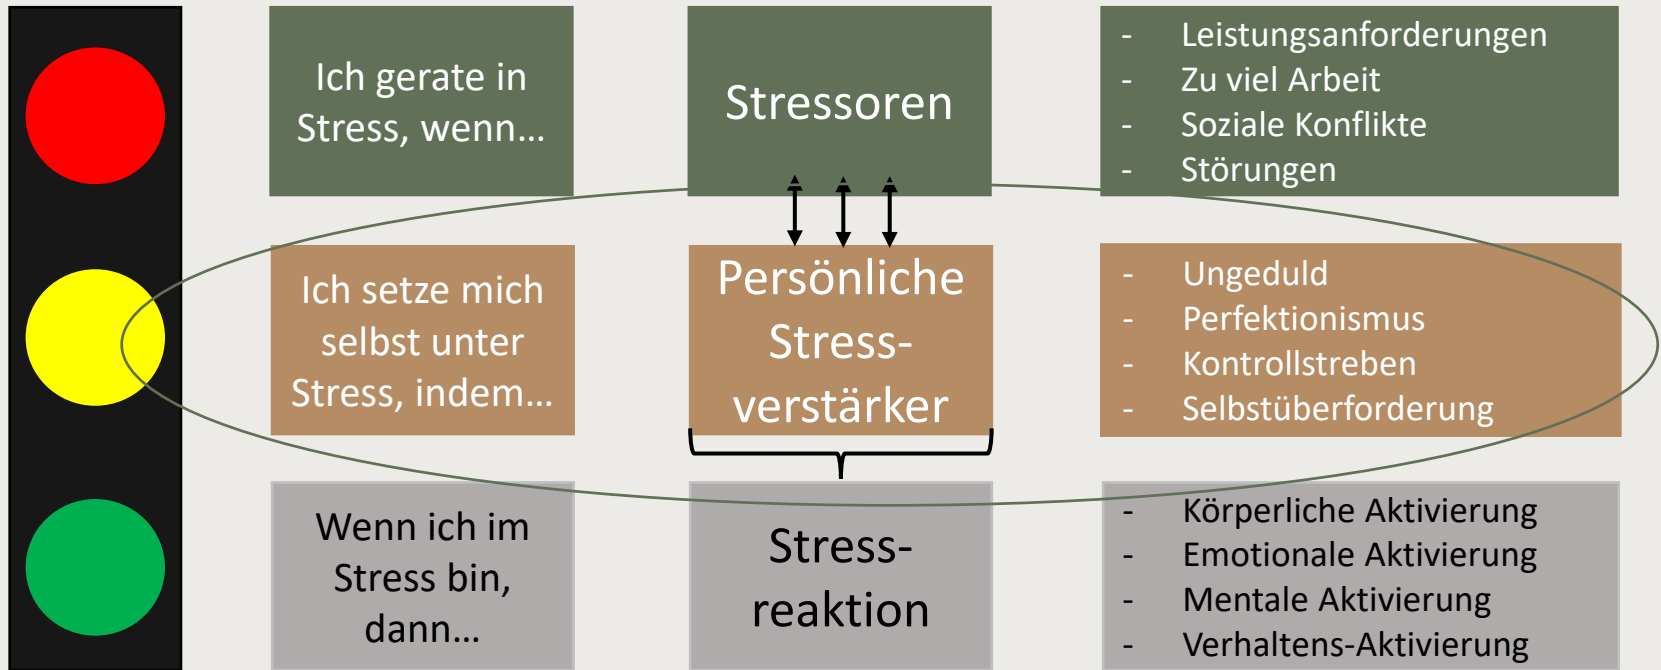 Ich gerate in
Stress, wenn…
Stressoren
- Leistungsanforderungen
- Zu viel Arbeit
- Soziale Konflikte
- Störungen
Ich setze mich
selbst unter
Stress, indem…
Persönliche
Stress-
verstärker
- Ungeduld
- Perfektionismus
- Kontrollstreben
- Selbstüberforderung
Wenn ich im
Stress bin,
dann…
Stress-
reaktion
- Körperliche Aktivierung
- Emotionale Aktivierung
- Mentale Aktivierung
- Verhaltens-Aktivierung